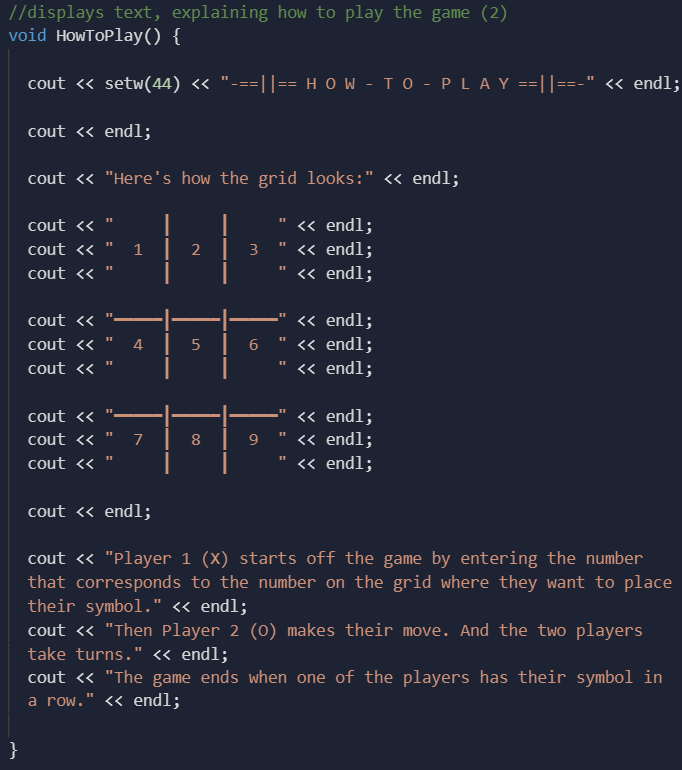 //displays text, explaining how to play the game (2)
void HowToPlay() {
cout << setw(44) << "-==||== H O W - T O - P L A Y ==||==-" << endl;
cout << endl;
cout << "Here's how the grid looks:" << endl;
cout << "     ┃     ┃     " << endl;
cout << "  1  ┃  2  ┃  3  " << endl;
cout << "     ┃     ┃     " << endl;
cout << "━━━━━┃━━━━━┃━━━━━" << endl;
cout << "  4  ┃  5  ┃  6  " << endl;
cout << "     ┃     ┃     " << endl;
cout << "━━━━━┃━━━━━┃━━━━━" << endl;
cout << "  7  ┃  8  ┃  9  " << endl;
cout << "     ┃     ┃     " << endl;
cout << endl;
cout << "Player 1 (X) starts off the game by entering the number
that corresponds to the number on the grid where they want to place
their symbol." << endl;
cout << "Then Player 2 (O) makes their move. And the two players
take turns." << endl;
cout << "The game ends when one of the players has their symbol in
a row." << endl;
}